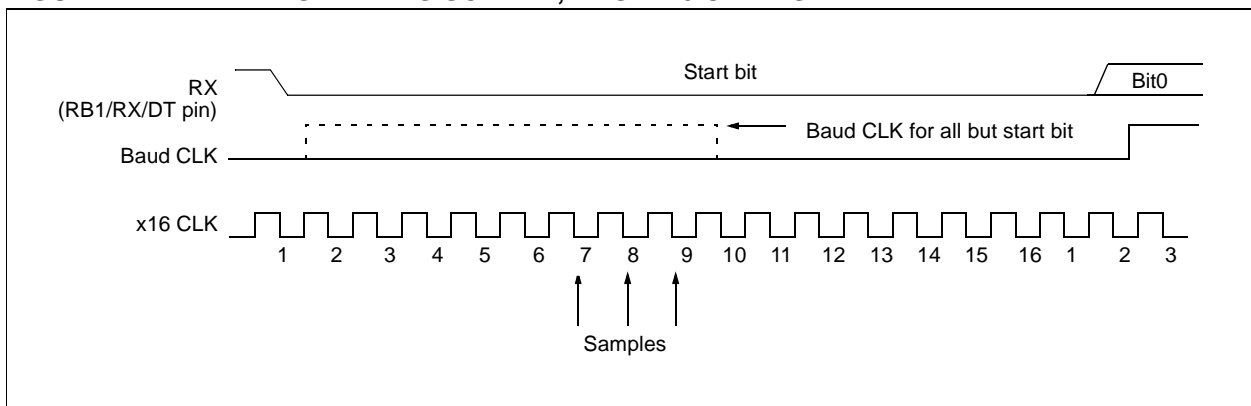 Start bit
Bit0
RX
(RB1/RX/DT pin)
Baud CLK for all but start bit
Baud CLK
x16 CLK
1 2 3 4 5 6 7 8 9 10 11 12 13 14 15 16 1 2 3
Samples